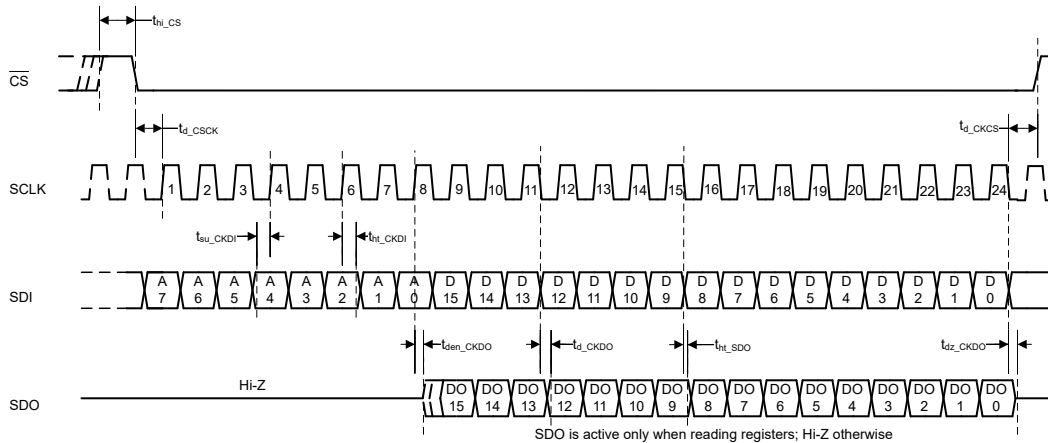 t_hi_CS
CS
t_d_CSCK
t_d_CKCS
SCLK
1 2 3 4 5 6 7 8 9 10 11 12 13 14 15 16 17 18 19 20 21 22 23 24
t_su_CKDI
t_ht_CKDI
SDI
A A A A A A A A D D D D D D D D D D D D D D D D
7 6 5 4 3 2 1 0 15 14 13 12 11 10 9 8 7 6 5 4 3 2 1 0
t_den_CKDO
t_d_CKDO
t_ht_SDO
t_dz_CKDO
Hi-Z
SDO
DO DO DO DO DO DO DO DO DO DO DO DO DO DO DO DO
15 14 13 12 11 10 9 8 7 6 5 4 3 2 1 0
SDO is active only when reading registers; Hi-Z otherwise